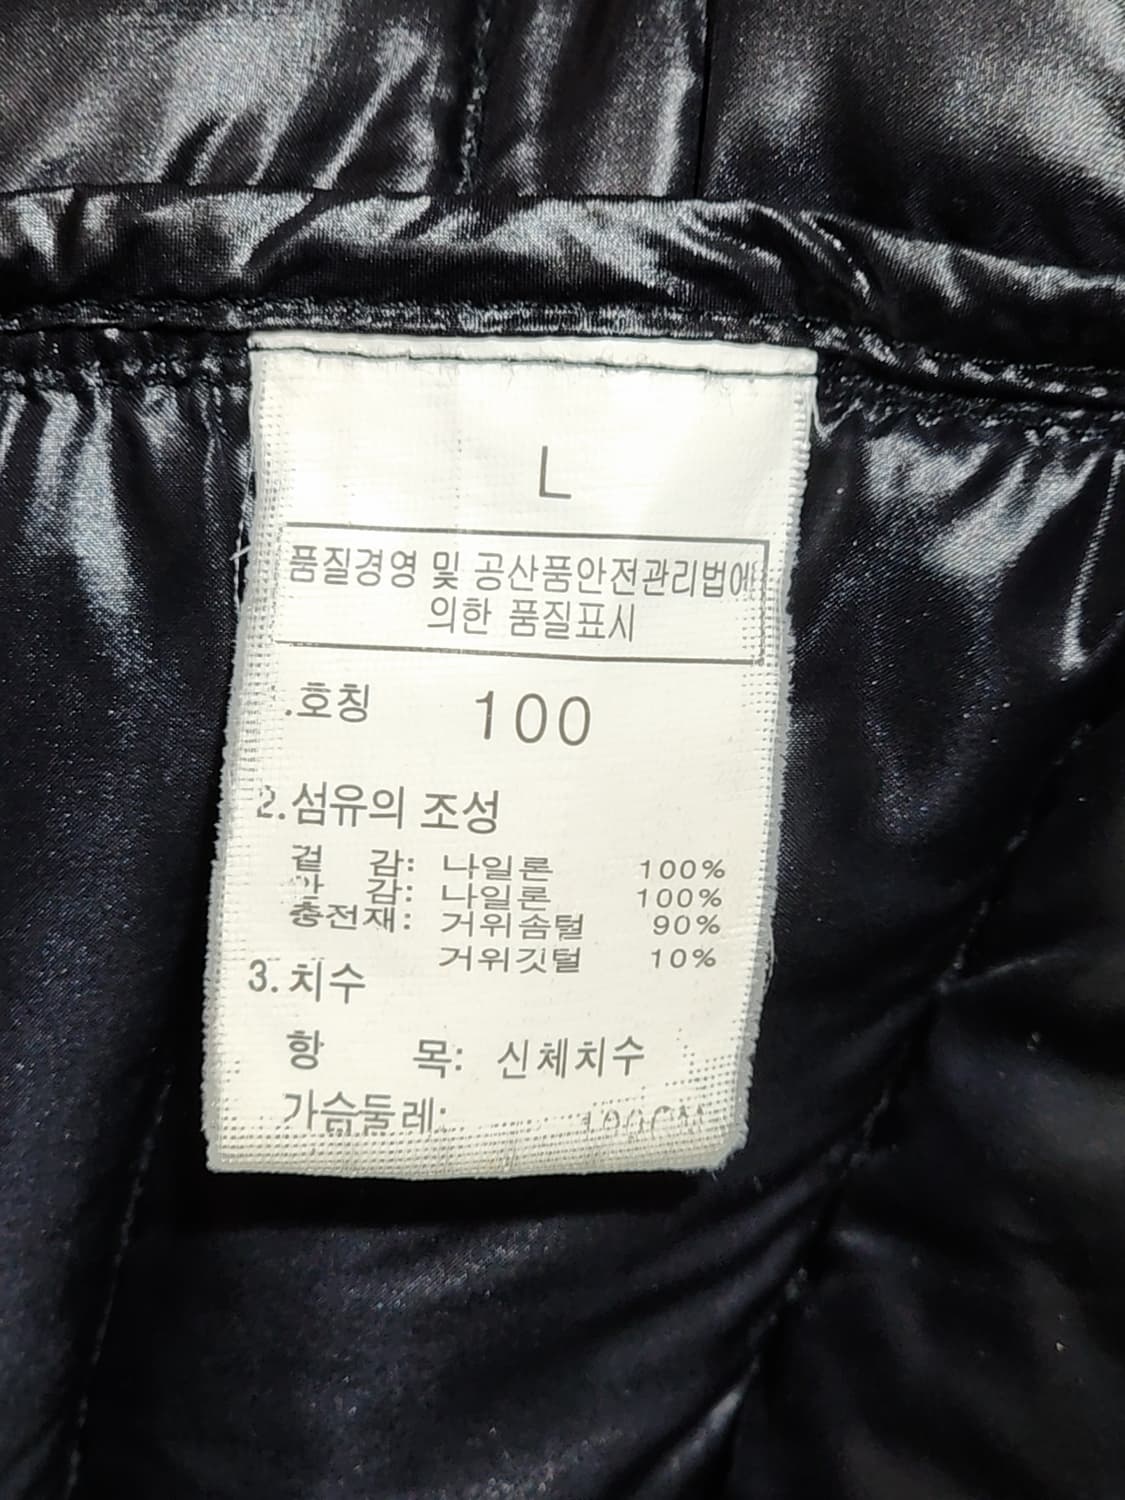 L
품질경영 및 공산품안전관리법에
의한 품질표시
.호칭 100
2.섬유의 조성
겉 감: 나일론 100%
안 감: 나일론 100%
충전재: 거위솜털 90%
거위깃털 10%
3.치수
항 목: 신체치수
가슴둘레: